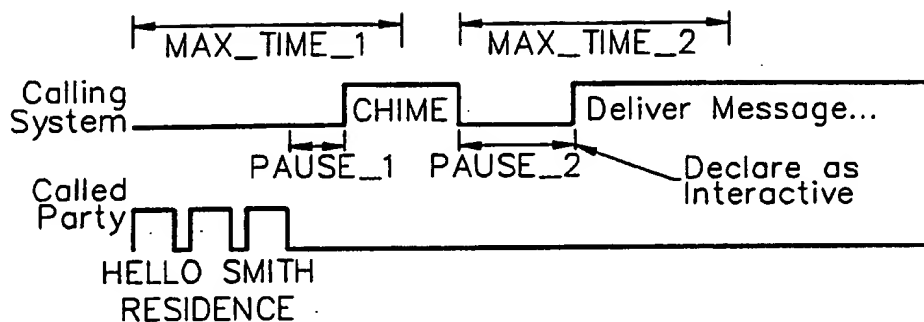 MAX_TIME_1
MAX_TIME_2
Calling
System
CHIME
Deliver Message...
PAUSE_1
PAUSE_2
Declare as
Interactive
Called
Party
HELLO SMITH
RESIDENCE